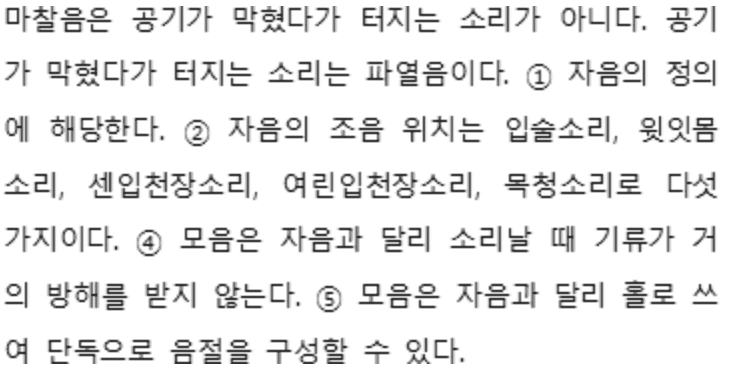 마찰음은 공기가 막혔다가 터지는 소리가 아니다. 공기
가 막혔다가 터지는 소리는 파열음이다. ① 자음의 정의
에 해당한다. ② 자음의 조음 위치는 입술소리, 윗잇몸
소리, 센입천장소리, 여린입천장소리, 목청소리로 다섯
가지이다. ④ 모음은 자음과 달리 소리날 때 기류가 거
의 방해를 받지 않는다. ⑤ 모음은 자음과 달리 홀로 쓰
여 단독으로 음절을 구성할 수 있다.